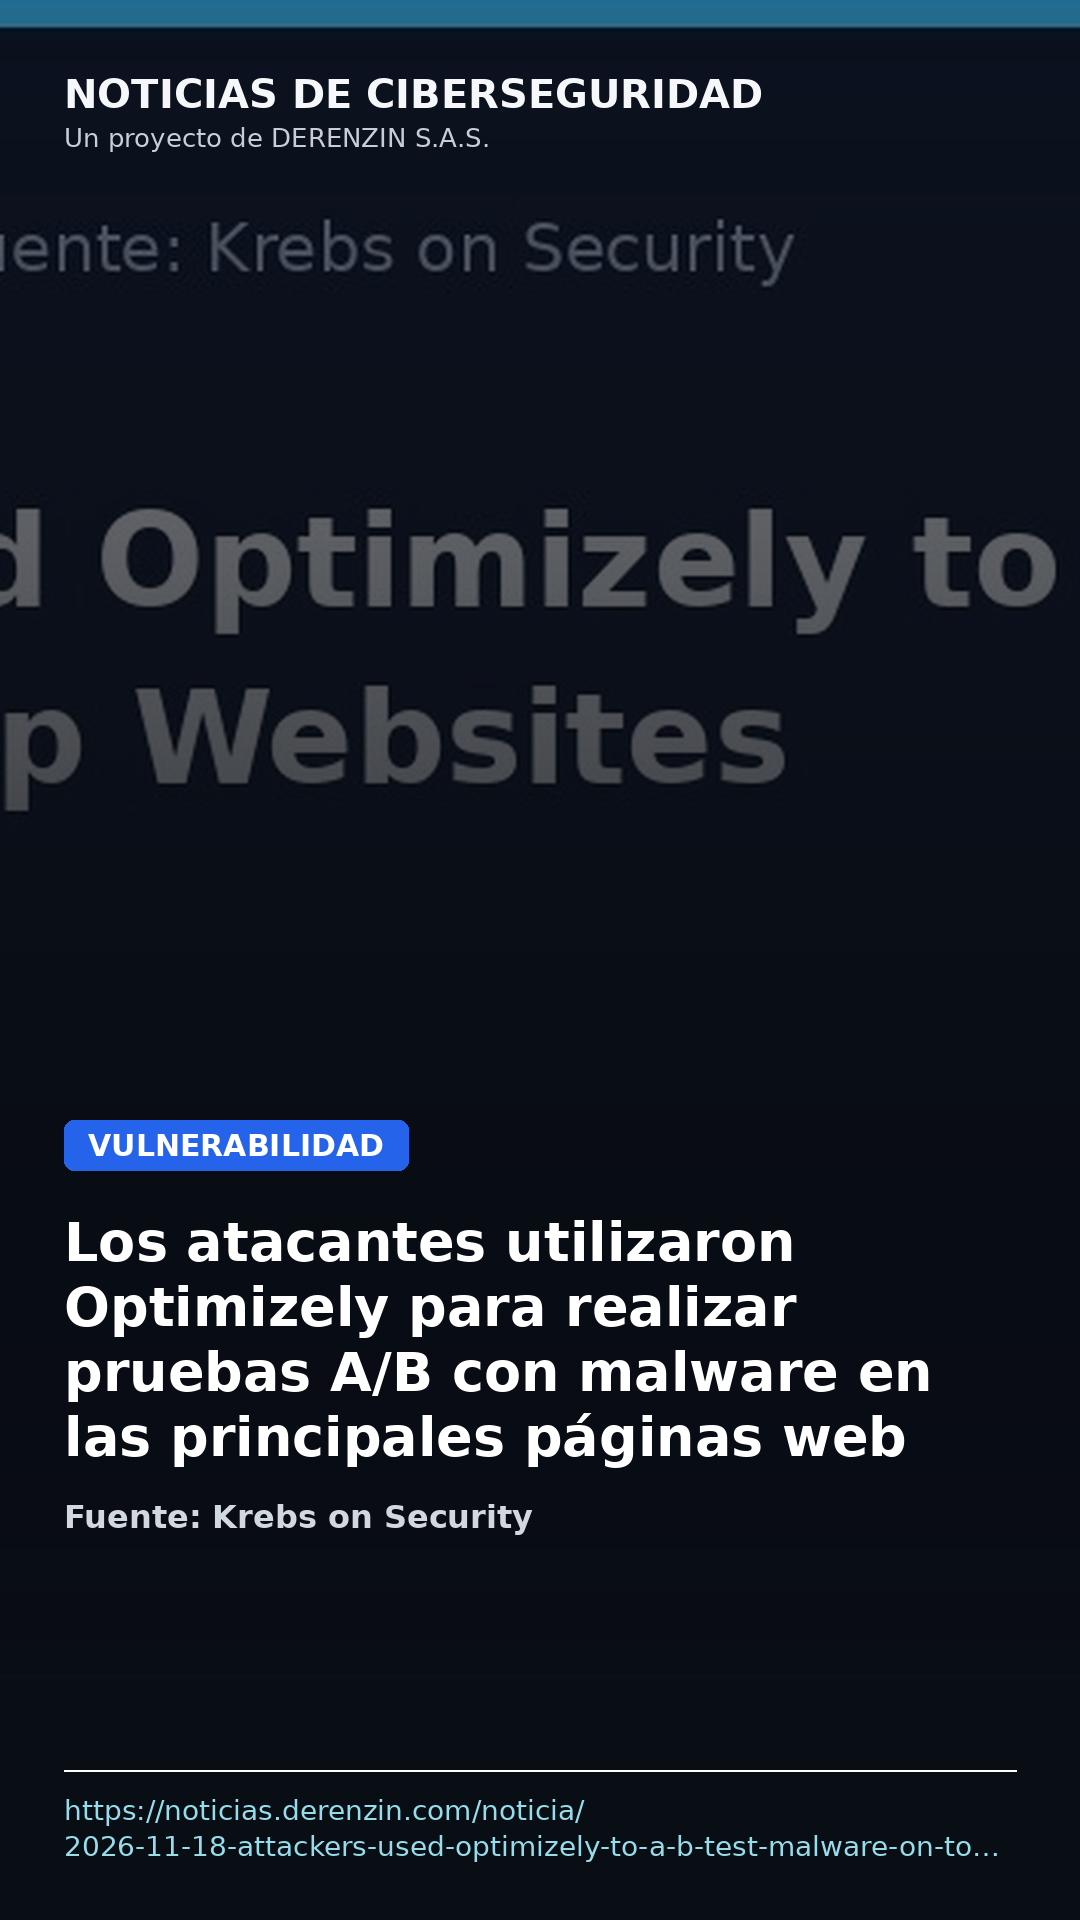 NOTICIAS DE CIBERSEGURIDAD
Un proyecto de DERENZIN S.A.S.
uente: Krebs on Security
d Optimizely to
p Websites
VULNERABILIDAD
Los atacantes utilizaron
Optimizely para realizar
pruebas A/B con malware en
las principales páginas web
Fuente: Krebs on Security
https://noticias.derenzin.com/noticia/
2026-11-18-attackers-used-optimizely-to-a-b-test-malware-on-to...